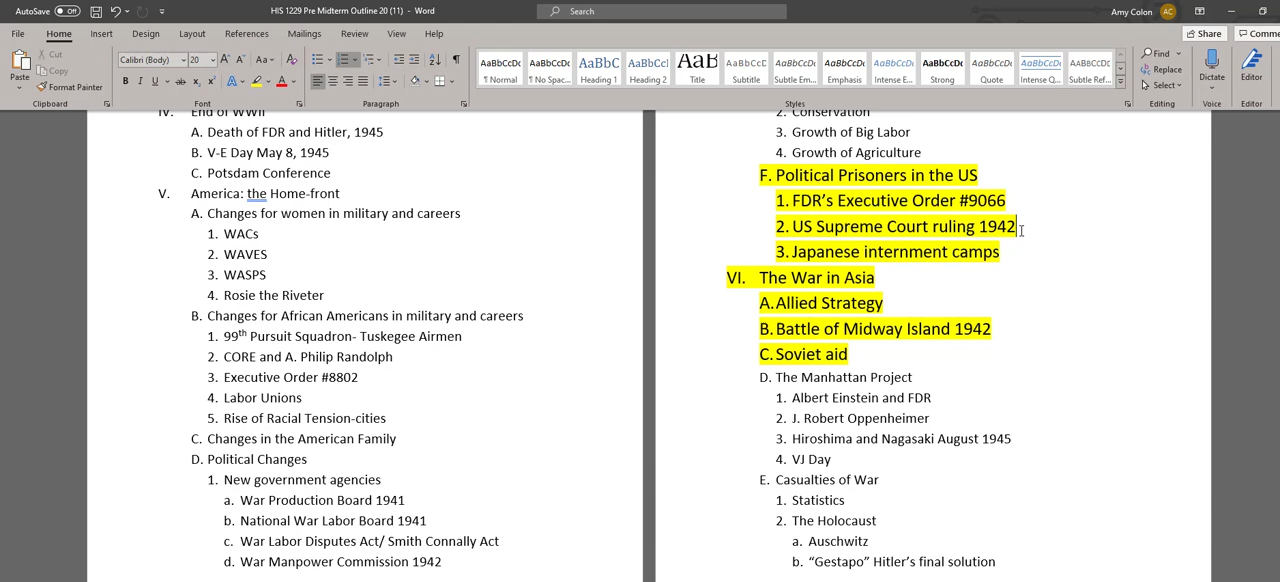 AutoSave Off HIS 1229 Pre Midterm Outline 20 (11) - Word Search Amy Colon AC
File Home Insert Design Layout References Mailings Review View Help Share Comme
Paste Cut Copy Format Painter Clipboard
Calibri (Body) 20 Font
Paragraph
AaBbCcDc AaBbCcDc AaBbC AaBbCcl AaB AaBbCcC AaBbCcDc AaBbCcDc AaBbCcDc AaBbCcDc AaBbCcDc AaBbCcDc AaBbCcDc
¶ Normal ¶ No Spac... Heading 1 Heading 2 Title Subtitle Subtle Em... Emphasis Intense E... Strong Quote Intense Q... Subtle Ref...
Styles
Find Replace Select Editing
Dictate Voice
Editor Editor
IV. End of WWII
A. Death of FDR and Hitler, 1945
B. V-E Day May 8, 1945
C. Potsdam Conference
V. America: the Home-front
A. Changes for women in military and careers
1. WACs
2. WAVES
3. WASPS
4. Rosie the Riveter
B. Changes for African Americans in military and careers
1. 99th Pursuit Squadron- Tuskegee Airmen
2. CORE and A. Philip Randolph
3. Executive Order #8802
4. Labor Unions
5. Rise of Racial Tension-cities
C. Changes in the American Family
D. Political Changes
1. New government agencies
a. War Production Board 1941
b. National War Labor Board 1941
c. War Labor Disputes Act/ Smith Connally Act
d. War Manpower Commission 1942
2. Conservation
3. Growth of Big Labor
4. Growth of Agriculture
F. Political Prisoners in the US
1. FDR’s Executive Order #9066
2. US Supreme Court ruling 1942
3. Japanese internment camps
VI. The War in Asia
A. Allied Strategy
B. Battle of Midway Island 1942
C. Soviet aid
D. The Manhattan Project
1. Albert Einstein and FDR
2. J. Robert Oppenheimer
3. Hiroshima and Nagasaki August 1945
4. VJ Day
E. Casualties of War
1. Statistics
2. The Holocaust
a. Auschwitz
b. “Gestapo” Hitler’s final solution